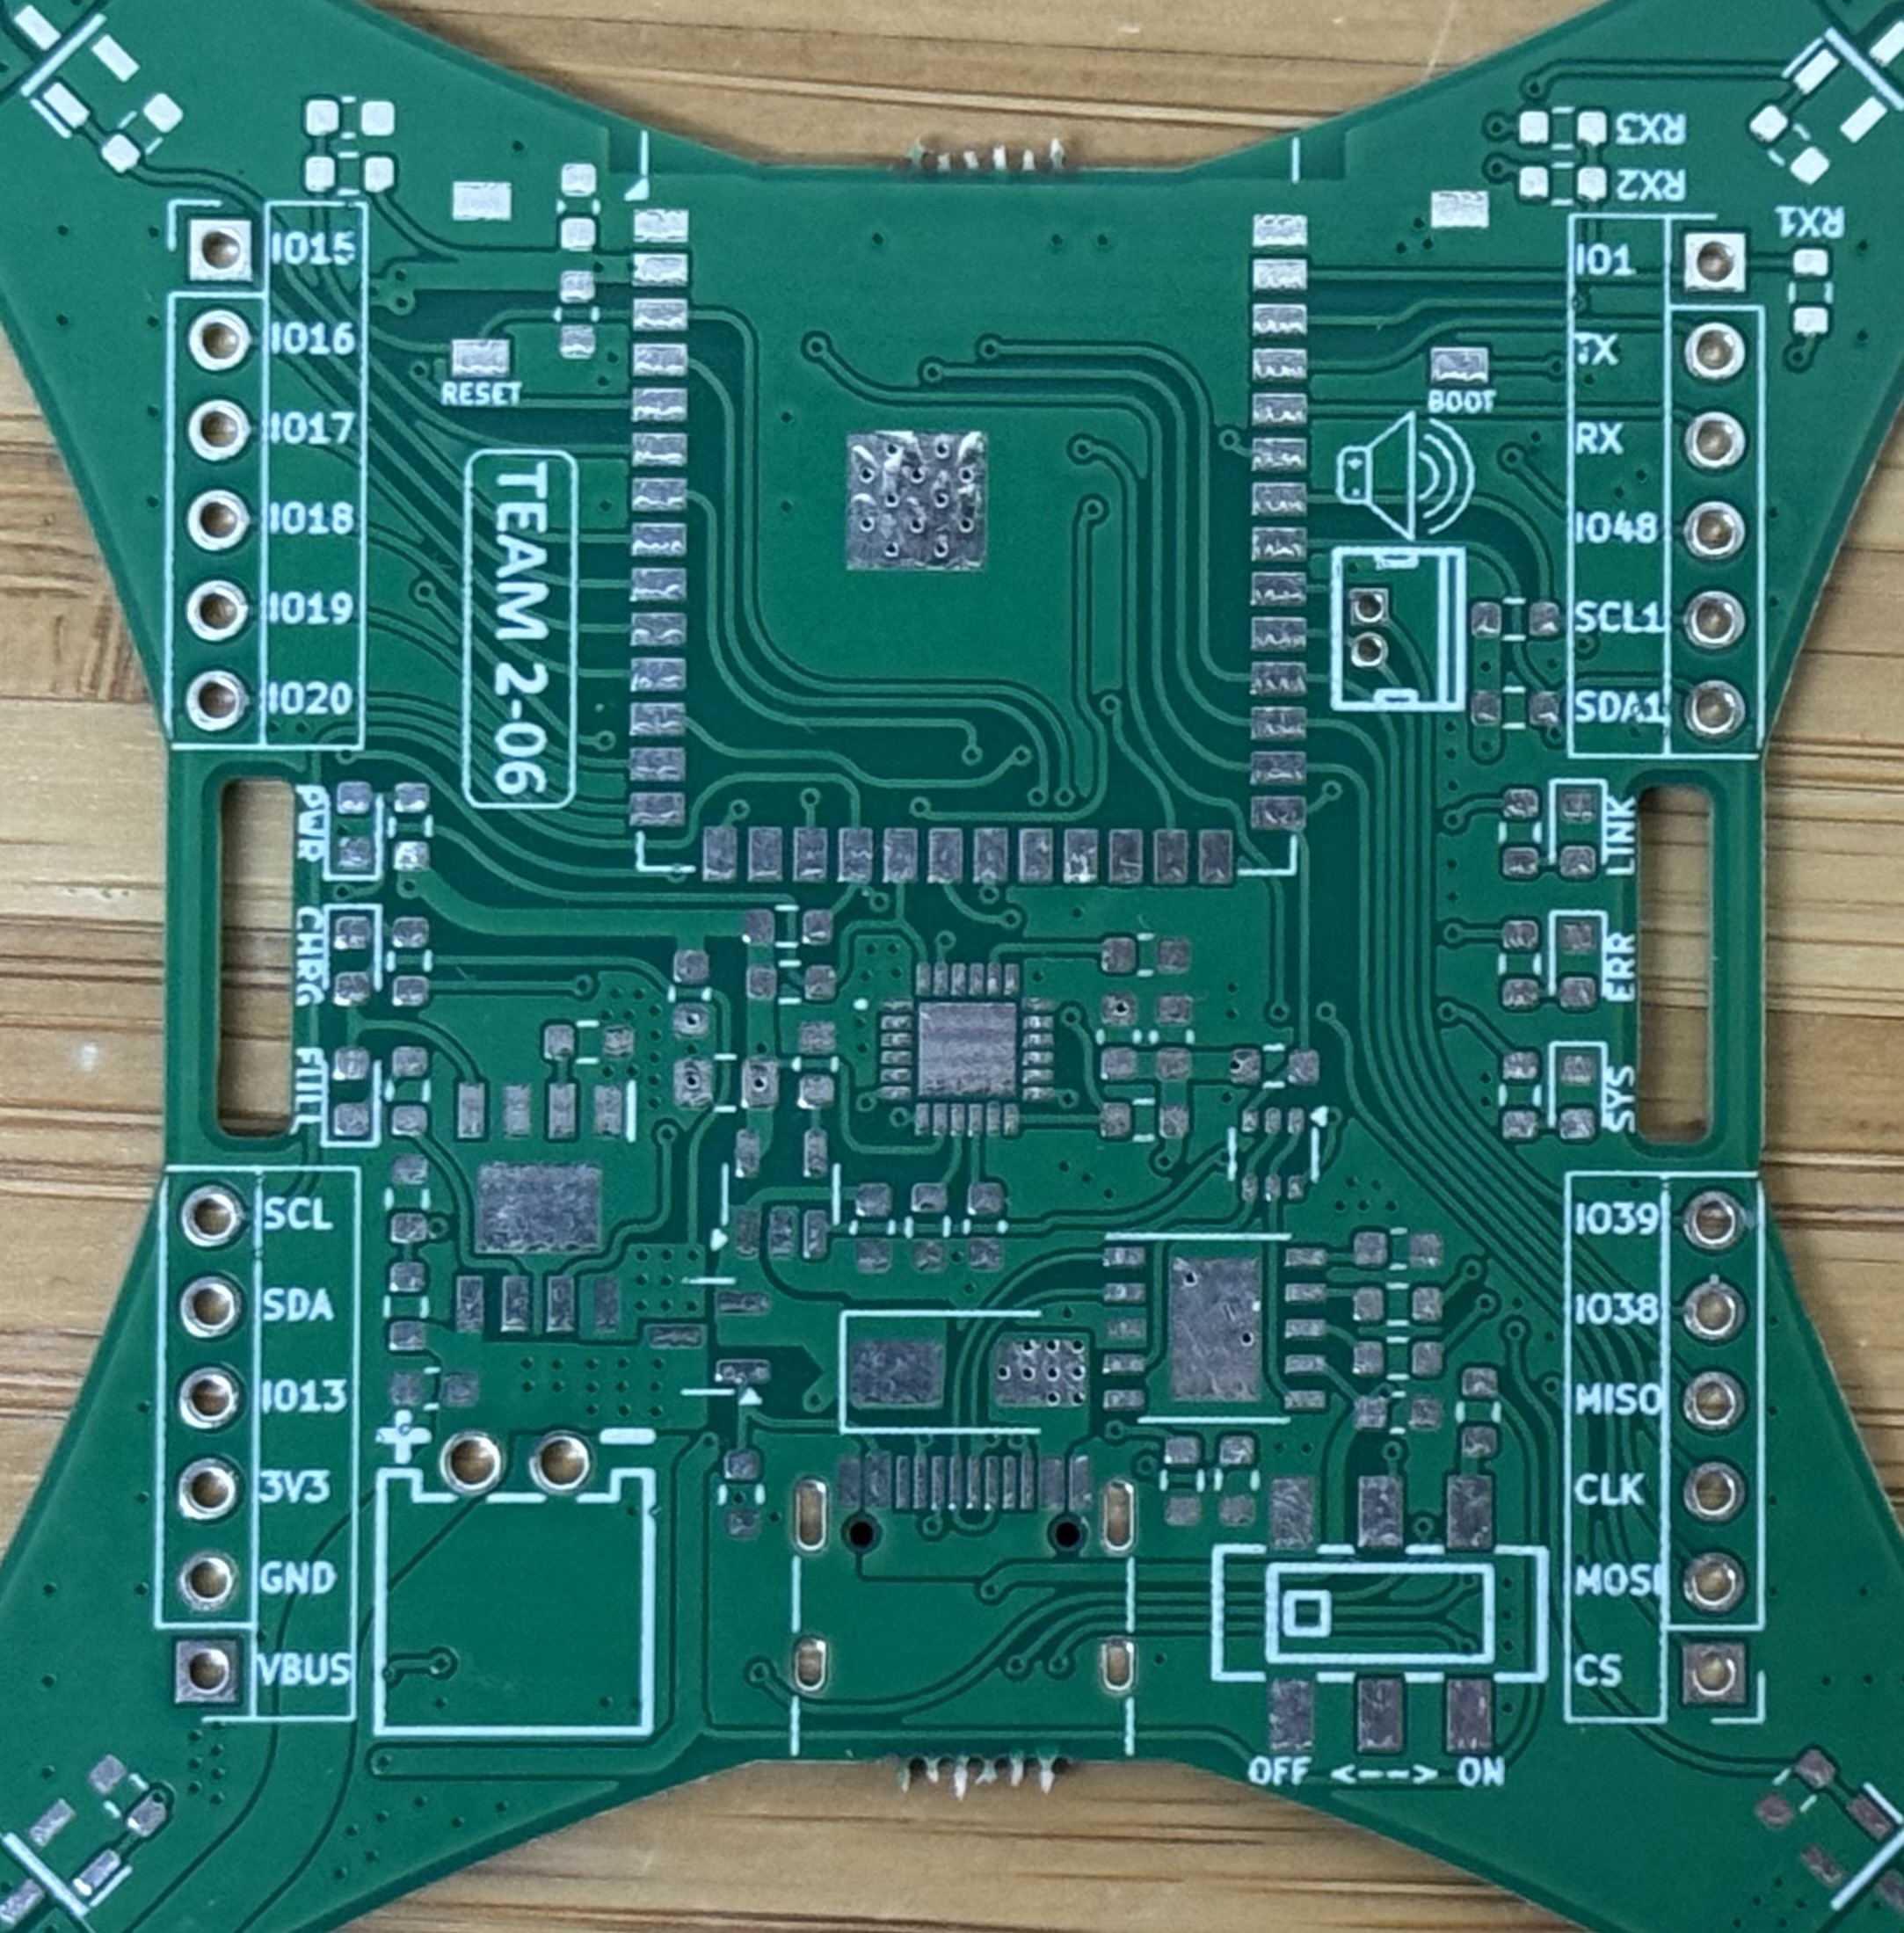 RX3
RX2
RX1
IO15
IO1
IO16
TX
RESET
BOOT
IO17
RX
IO18
IO48
IO19
SCL1
IO20
SDA1
TEAM 2-06
PWR
LINK
CHRG
ERR
FULL
SYS
SCL
IO39
SDA
IO38
IO13
MISO
+
-
3V3
CLK
GND
MOSI
VBUS
CS
OFF <--> ON